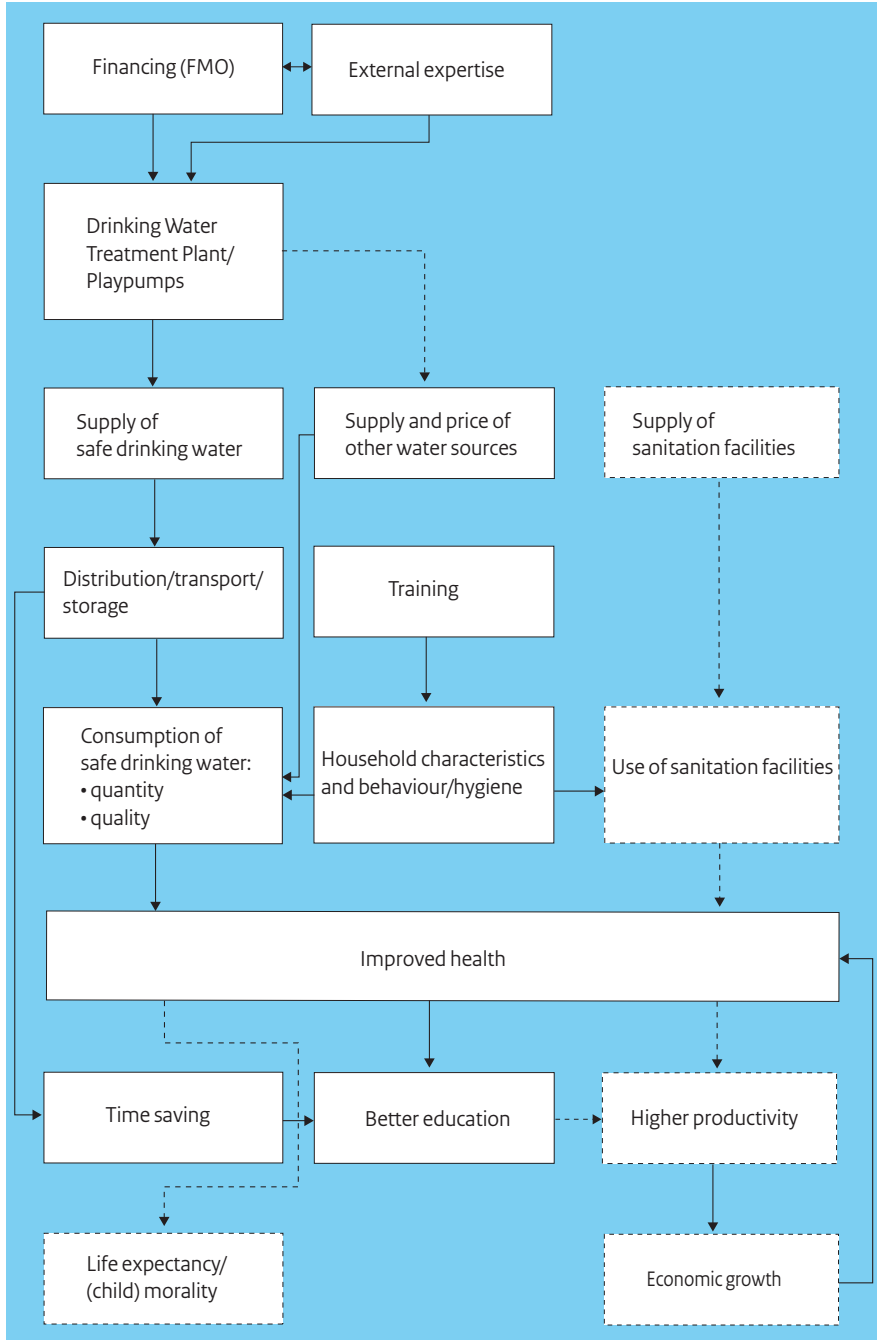 Financing (FMO)
External expertise
Drinking Water
Treatment Plant/
Playpumps
Supply of
safe drinking water
Supply and price of
other water sources
Supply of
sanitation facilities
Distribution/transport/
storage
Training
Consumption of
safe drinking water:
• quantity
• quality
Household characteristics
and behaviour/hygiene
Use of sanitation facilities
Improved health
Time saving
Better education
Higher productivity
Life expectancy/
(child) morality
Economic growth